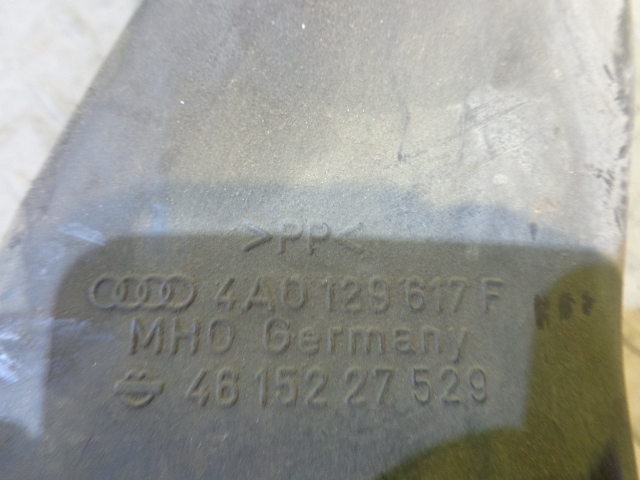 >PP<
4A0 129 617 F
MHO Germany
46 152 27 529